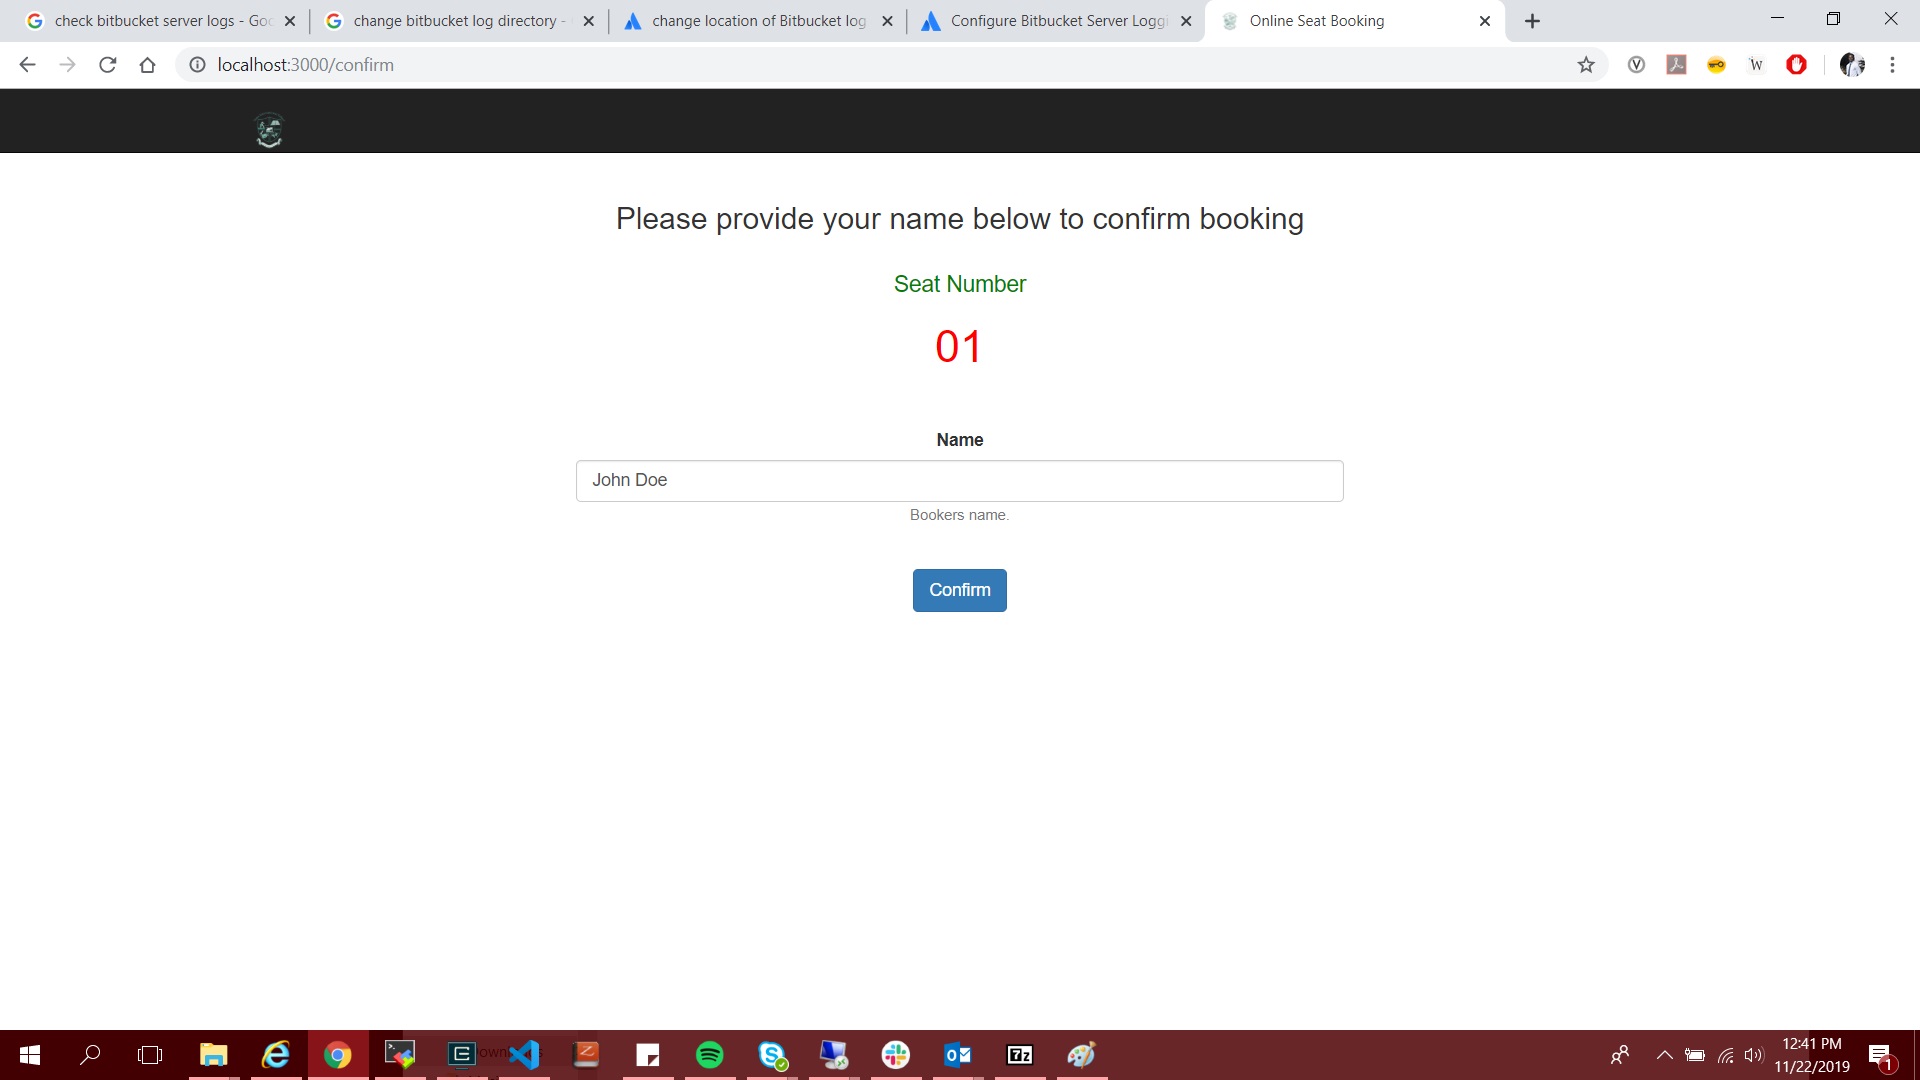 check bitbucket server logs - Goo
change bitbucket log directory -
change location of Bitbucket log
Configure Bitbucket Server Loggi
Online Seat Booking
localhost:3000/confirm
Please provide your name below to confirm booking
Seat Number
01
Name
John Doe
Bookers name.
Confirm
12:41 PM
11/22/2019
1